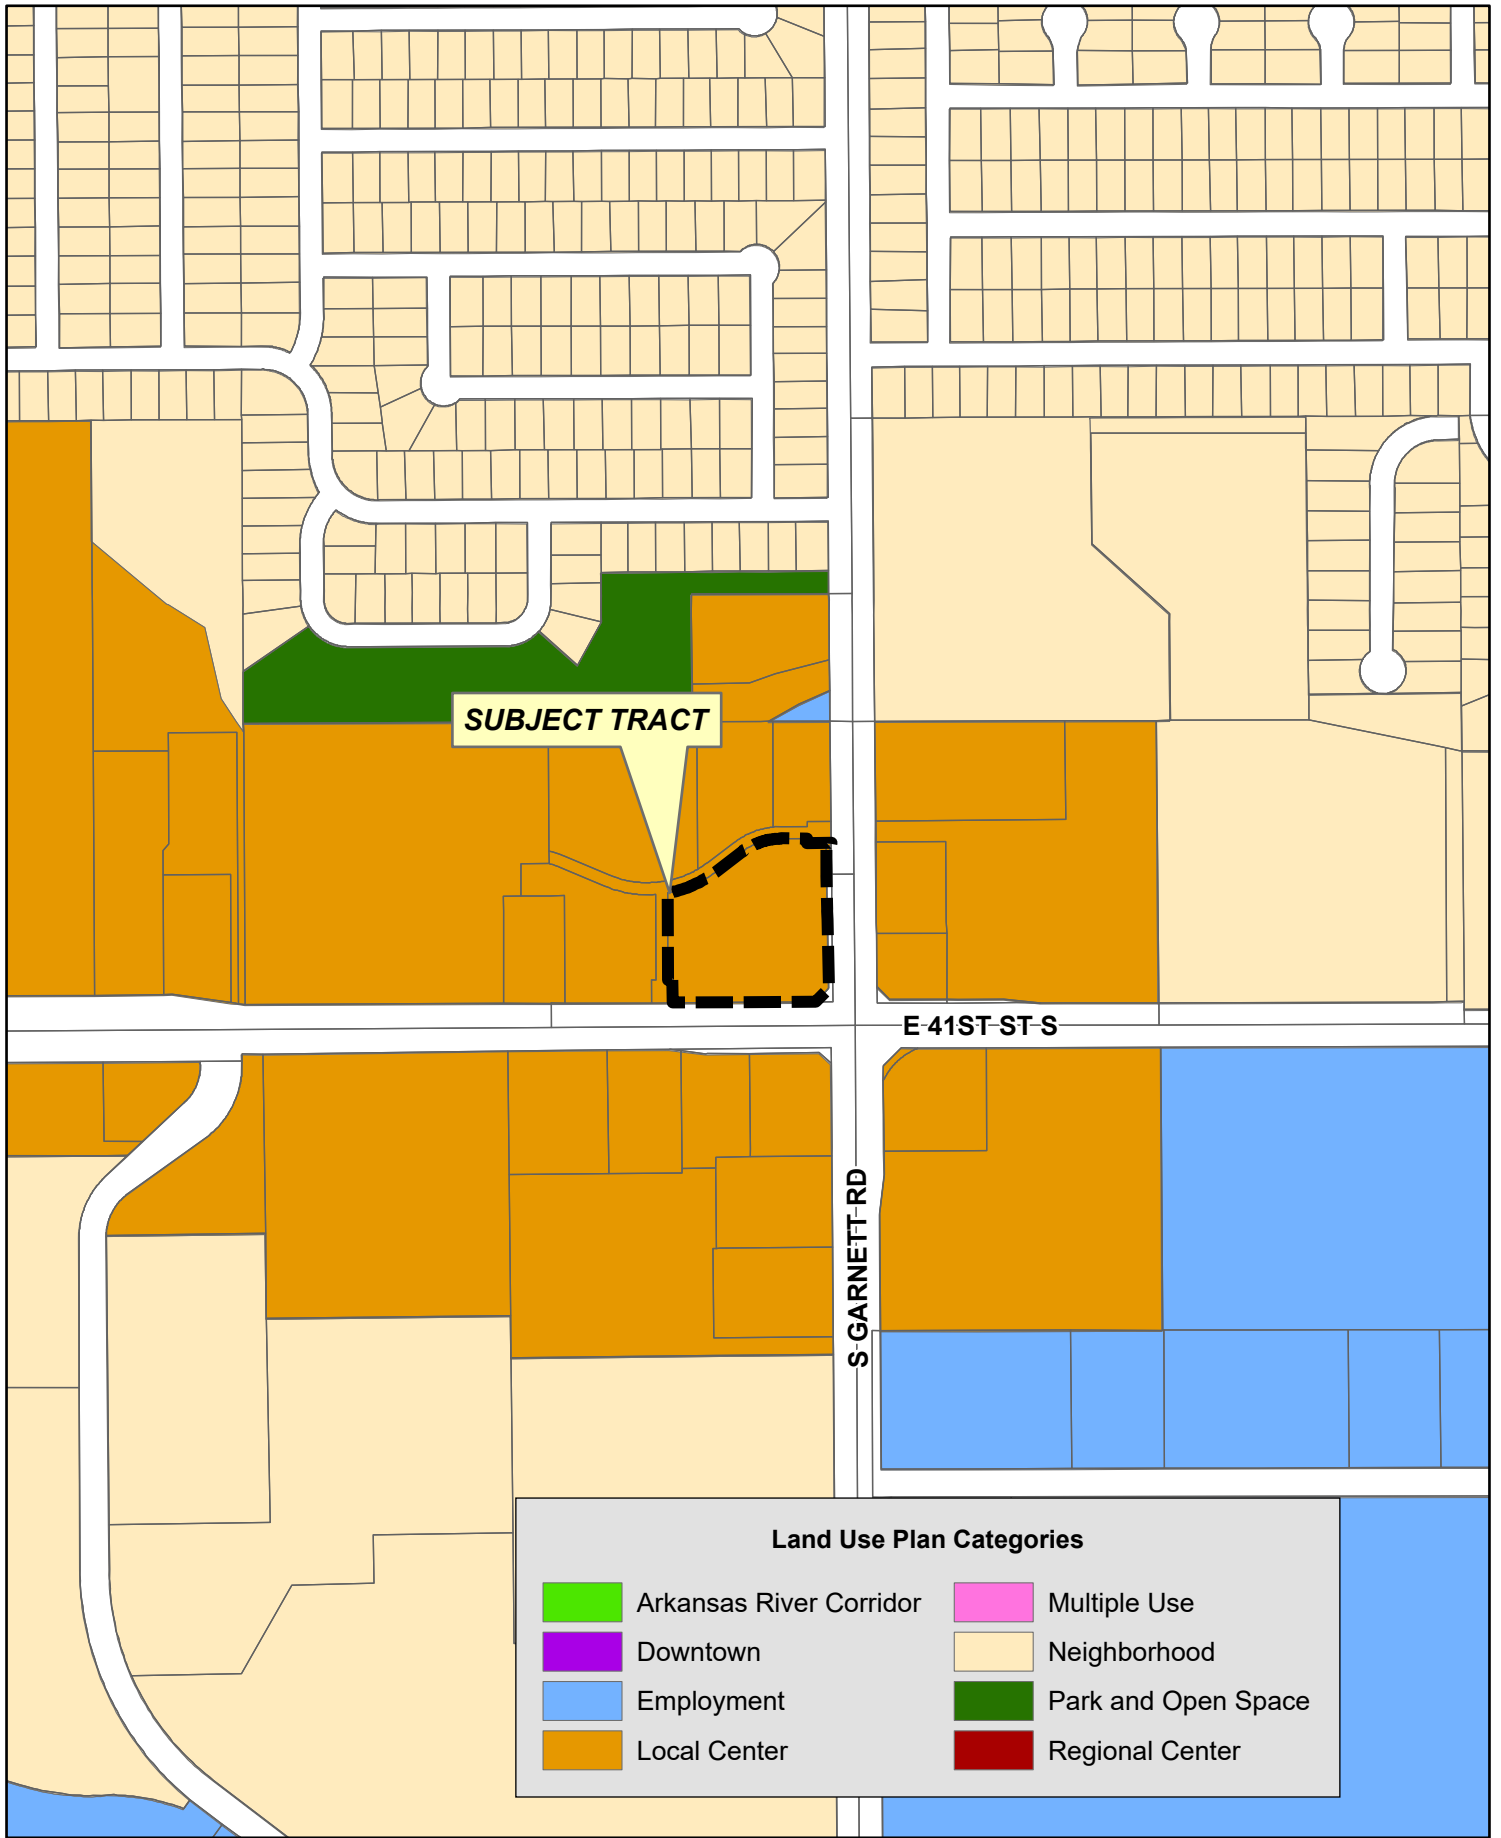 SUBJECT TRACT
E 41ST ST S
S GARNETT RD
Land Use Plan Categories
Arkansas River Corridor
Downtown
Employment
Local Center
Multiple Use
Neighborhood
Park and Open Space
Regional Center